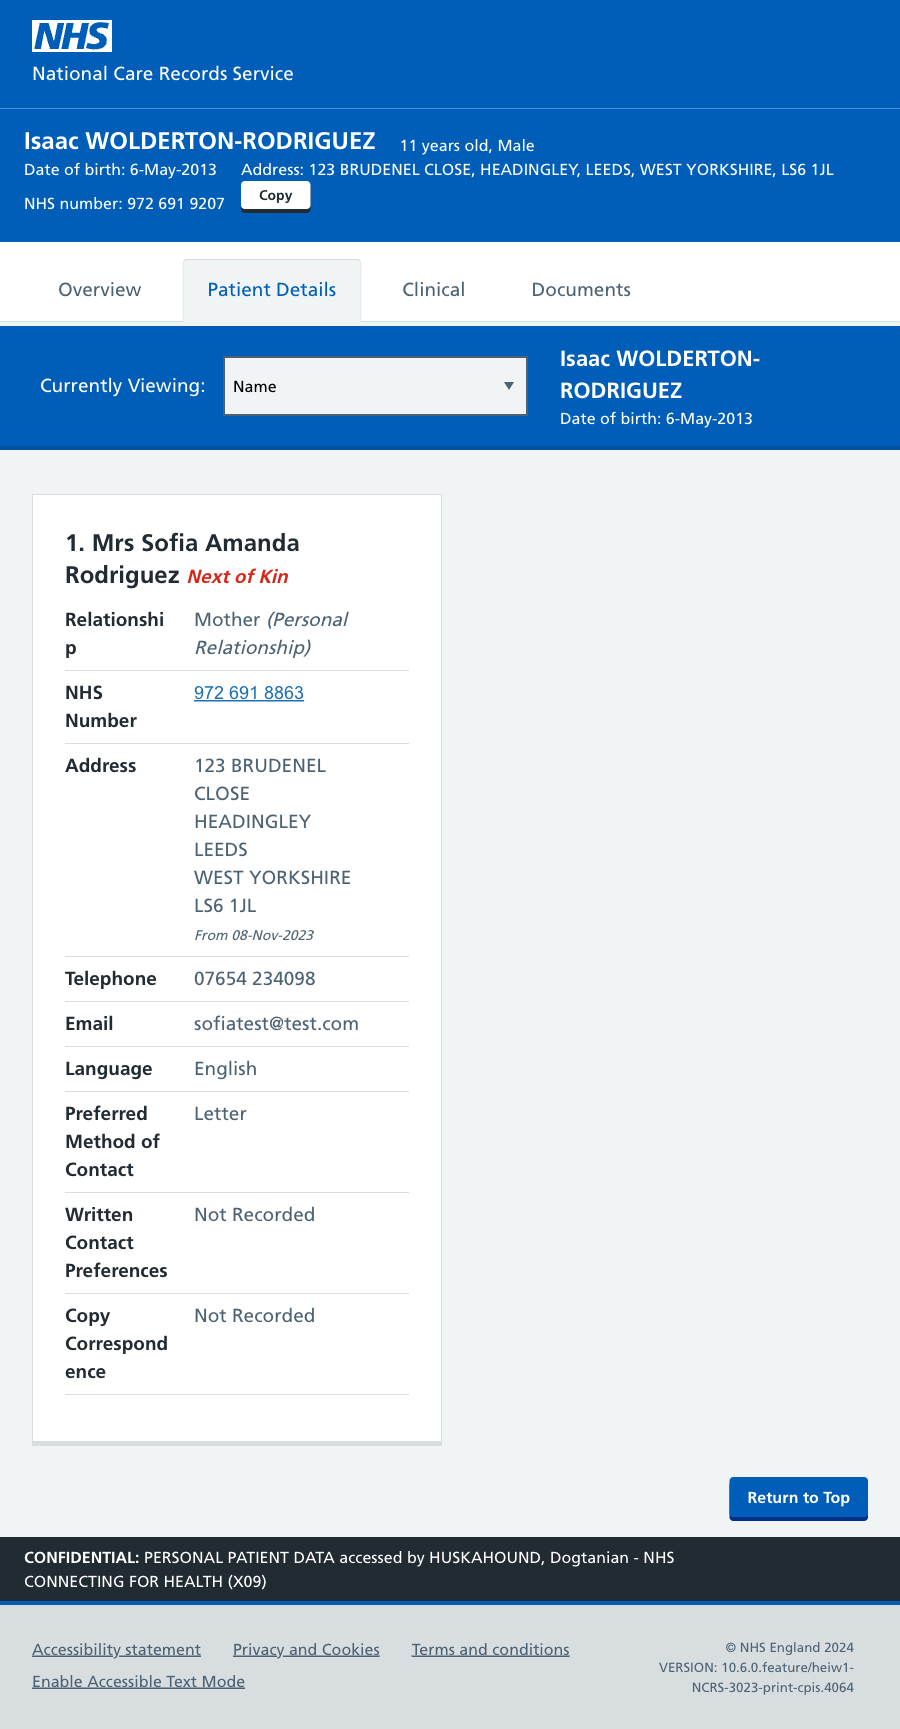 NHS
National Care Records Service
Isaac WOLDERTON-RODRIGUEZ 11 years old, Male
Date of birth: 6-May-2013 Address: 123 BRUDENEL CLOSE, HEADINGLEY, LEEDS, WEST YORKSHIRE, LS6 1JL
NHS number: 972 691 9207 Copy
Overview Patient Details Clinical Documents
Currently Viewing: Name
Isaac WOLDERTON-
RODRIGUEZ
Date of birth: 6-May-2013
1. Mrs Sofia Amanda
Rodriguez Next of Kin
Relationshi
p
Mother (Personal
Relationship)
NHS
Number
972 691 8863
Address
123 BRUDENEL
CLOSE
HEADINGLEY
LEEDS
WEST YORKSHIRE
LS6 1JL
From 08-Nov-2023
Telephone 07654 234098
Email sofiatest@test.com
Language English
Preferred
Method of
Contact
Letter
Written
Contact
Preferences
Not Recorded
Copy
Correspond
ence
Not Recorded
Return to Top
CONFIDENTIAL: PERSONAL PATIENT DATA accessed by HUSKAHOUND, Dogtanian - NHS
CONNECTING FOR HEALTH (X09)
Accessibility statement Privacy and Cookies Terms and conditions
Enable Accessible Text Mode
© NHS England 2024
VERSION: 10.6.0.feature/heiw1-
NCRS-3023-print-cpis.4064